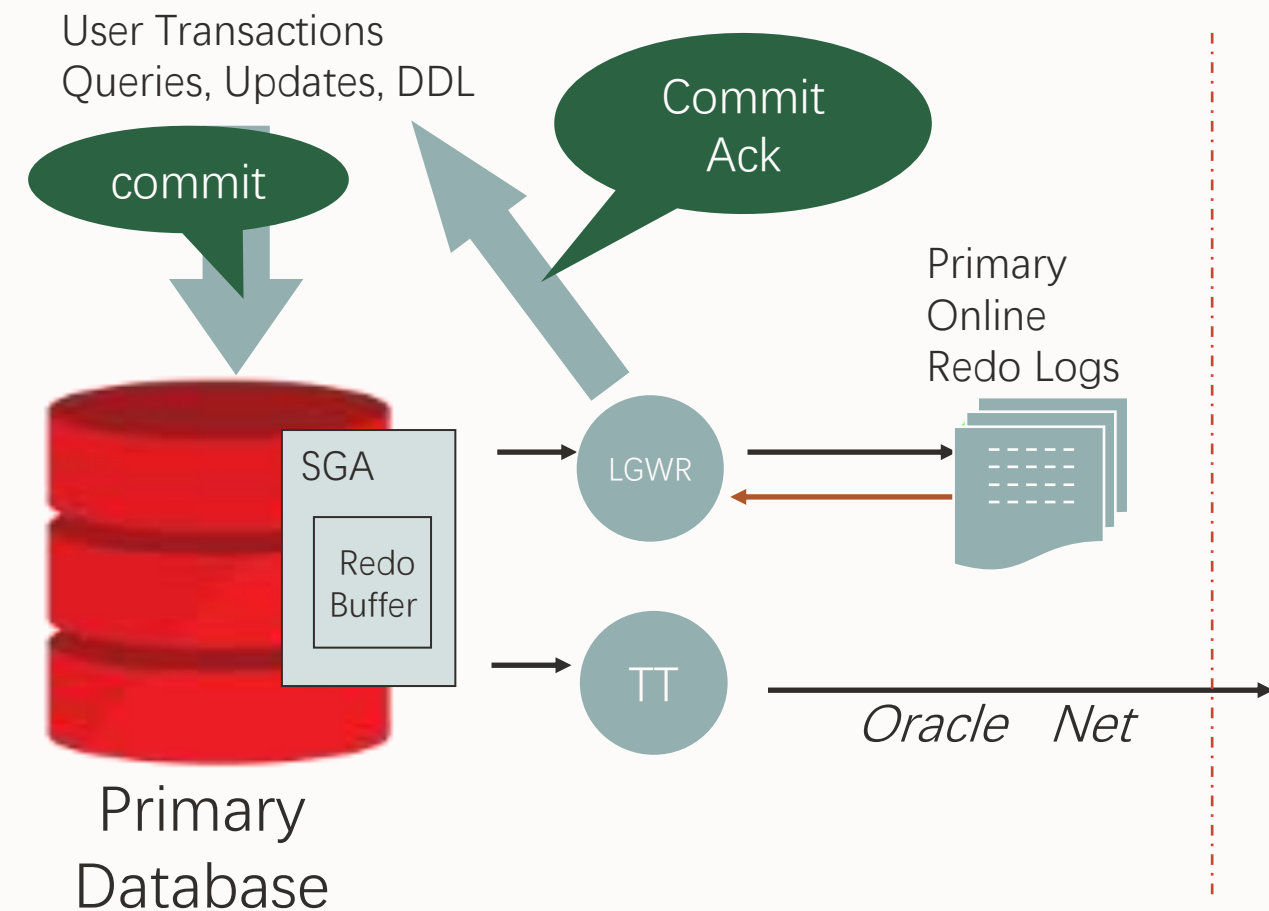 User Transactions
Queries, Updates, DDL
commit
Commit
Ack
Primary
Online
Redo Logs
SGA
Redo
Buffer
LGWR
TT
Oracle Net
Primary
Database